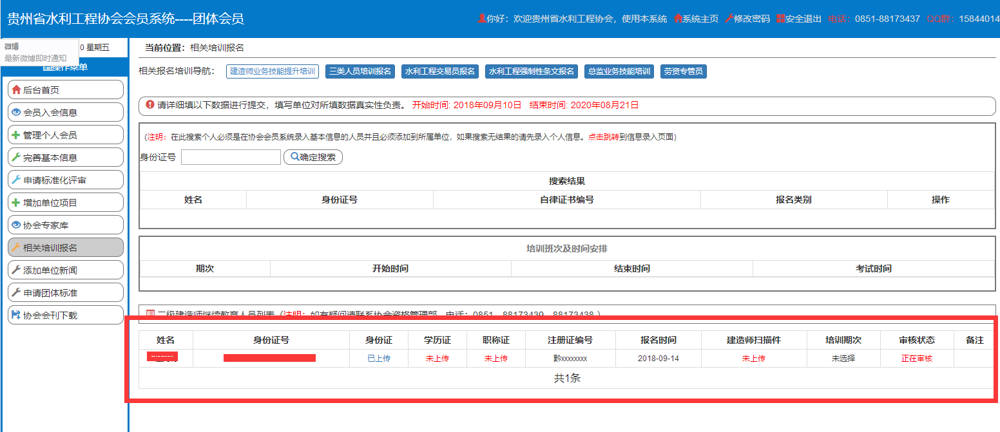 贵州省水利工程协会会员系统----团体会员
你好：欢迎贵州省水利工程协会，使用本系统 系统主页 修改密码 安全退出 电话： 0851-88173437 QQ群： 15844014
微博
最新微博即时通知
0 星期五
操作菜单
后台首页
会员入会信息
管理个人会员
完善基本信息
申请标准化评审
增加单位项目
协会专家库
相关培训报名
添加单位新闻
申请团体标准
协会会刊下载
当前位置：相关培训报名
相关报名培训导航： 建造师业务技能提升培训 三类人员培训报名 水利工程交易员报名 水利工程强制性条文报名 总监业务技能培训 劳资专管员
请详细填以下数据进行提交，填写单位对所填数据真实性负责。 开始时间: 2018年09月10日 结束时间: 2020年08月21日
(注明：在此搜索个人必须是在协会会员系统录入基本信息的人员并且必须添加到所属单位，如果搜索无结果的请先录入个人信息。点击跳转到信息录入页面)
身份证号 确定搜索
搜索结果
姓名 身份证号 自律证书编号 报名类别 操作
培训班次及时间安排
期次 开始时间 结束时间 考试时间
二级建造师继续教育人员列表（注明：如有疑问请联系协会资格管理部，电话：0851—88173439、88173438 ）
姓名 身份证号 身份证 学历证 职称证 注册证编号 报名时间 建造师扫描件 培训期次 审核状态 备注
已上传 未上传 未上传 黔xxxxxxxx 2018-09-14 未上传 未选择 正在审核
共1条